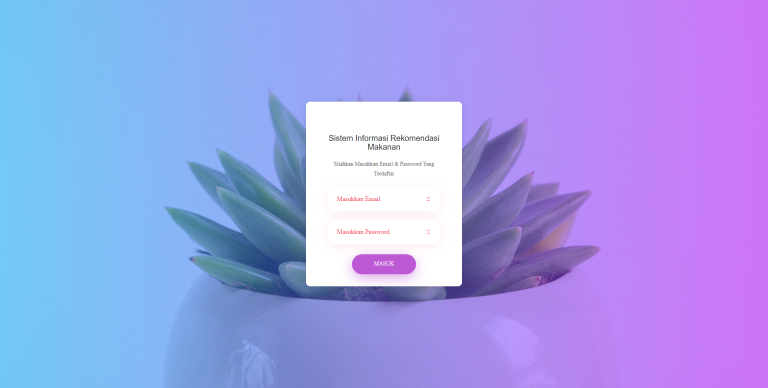 Sistem Informasi Rekomendasi
Makanan
Silahkan Masukkan Email & Password Yang
Terdaftar
Masukkan Email
Masukkan Password
MASUK